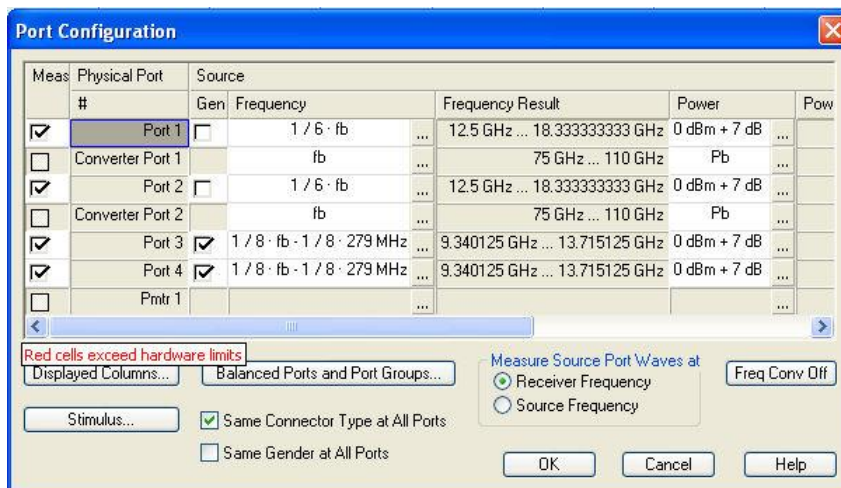 Port Configuration
Meas Physical Port Source
# Gen Frequency Frequency Result Power Pow
Port 1 1 / 6 · fb ... 12.5 GHz ... 18.333333333 GHz 0 dBm + 7 dB ...
Converter Port 1 fb ... 75 GHz ... 110 GHz Pb ...
Port 2 1 / 6 · fb ... 12.5 GHz ... 18.333333333 GHz 0 dBm + 7 dB ...
Converter Port 2 fb ... 75 GHz ... 110 GHz Pb ...
Port 3 1 / 8 · fb - 1 / 8 · 279 MHz ... 9.340125 GHz ... 13.715125 GHz 0 dBm + 7 dB ...
Port 4 1 / 8 · fb - 1 / 8 · 279 MHz ... 9.340125 GHz ... 13.715125 GHz 0 dBm + 7 dB ...
Pmtr 1 ... ...
Red cells exceed hardware limits
Displayed Columns... Balanced Ports and Port Groups... Measure Source Port Waves at Freq Conv Off
Receiver Frequency
Source Frequency
Stimulus... Same Connector Type at All Ports
Same Gender at All Ports
OK Cancel Help